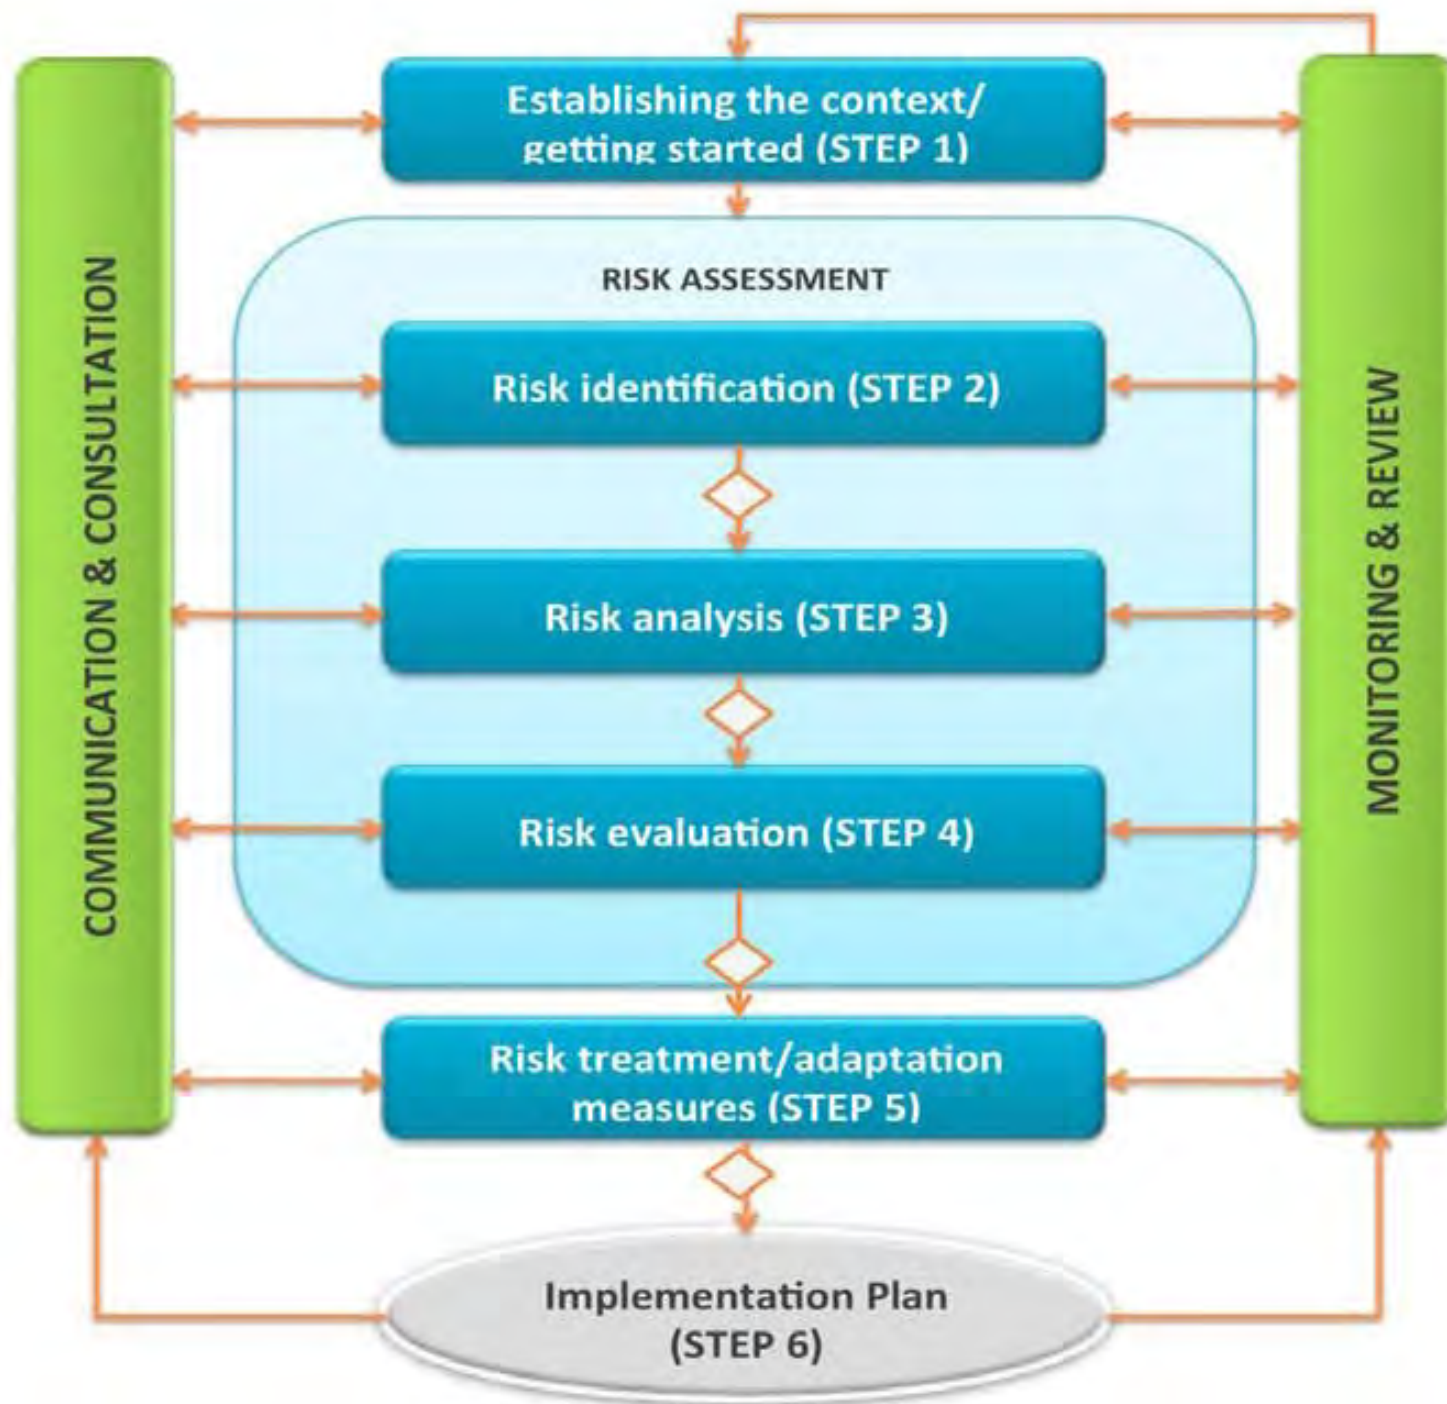 Establishing the context/
getting started (STEP 1)
COMMUNICATION & CONSULTATION
RISK ASSESSMENT
Risk identification (STEP 2)
Risk analysis (STEP 3)
Risk evaluation (STEP 4)
MONITORING & REVIEW
Risk treatment/adaptation
measures (STEP 5)
Implementation Plan
(STEP 6)